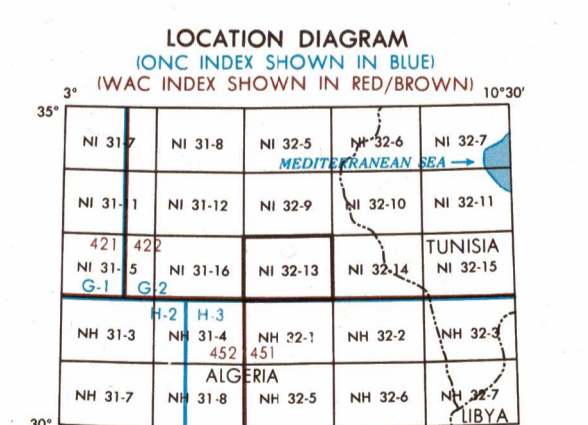 LOCATION DIAGRAM
(ONC INDEX SHOWN IN BLUE)
(WAC INDEX SHOWN IN RED/BROWN)
3° 10°30'
35°
NI 31-7 NI 31-8 NI 32-5 NI 32-6 NI 32-7
MEDITERRANEAN SEA
NI 31-11 NI 31-12 NI 32-9 NI 32-10 NI 32-11
421 422 TUNISIA
NI 31-15 NI 31-16 NI 32-13 NI 32-14 NI 32-15
G-1 G-2
H-2 H-3
NH 31-3 NH 31-4 NH 32-1 NH 32-2 NH 32-3
452 451
ALGERIA
NH 31-7 NH 31-8 NH 32-5 NH 32-6 NH 32-7
LIBYA
30°